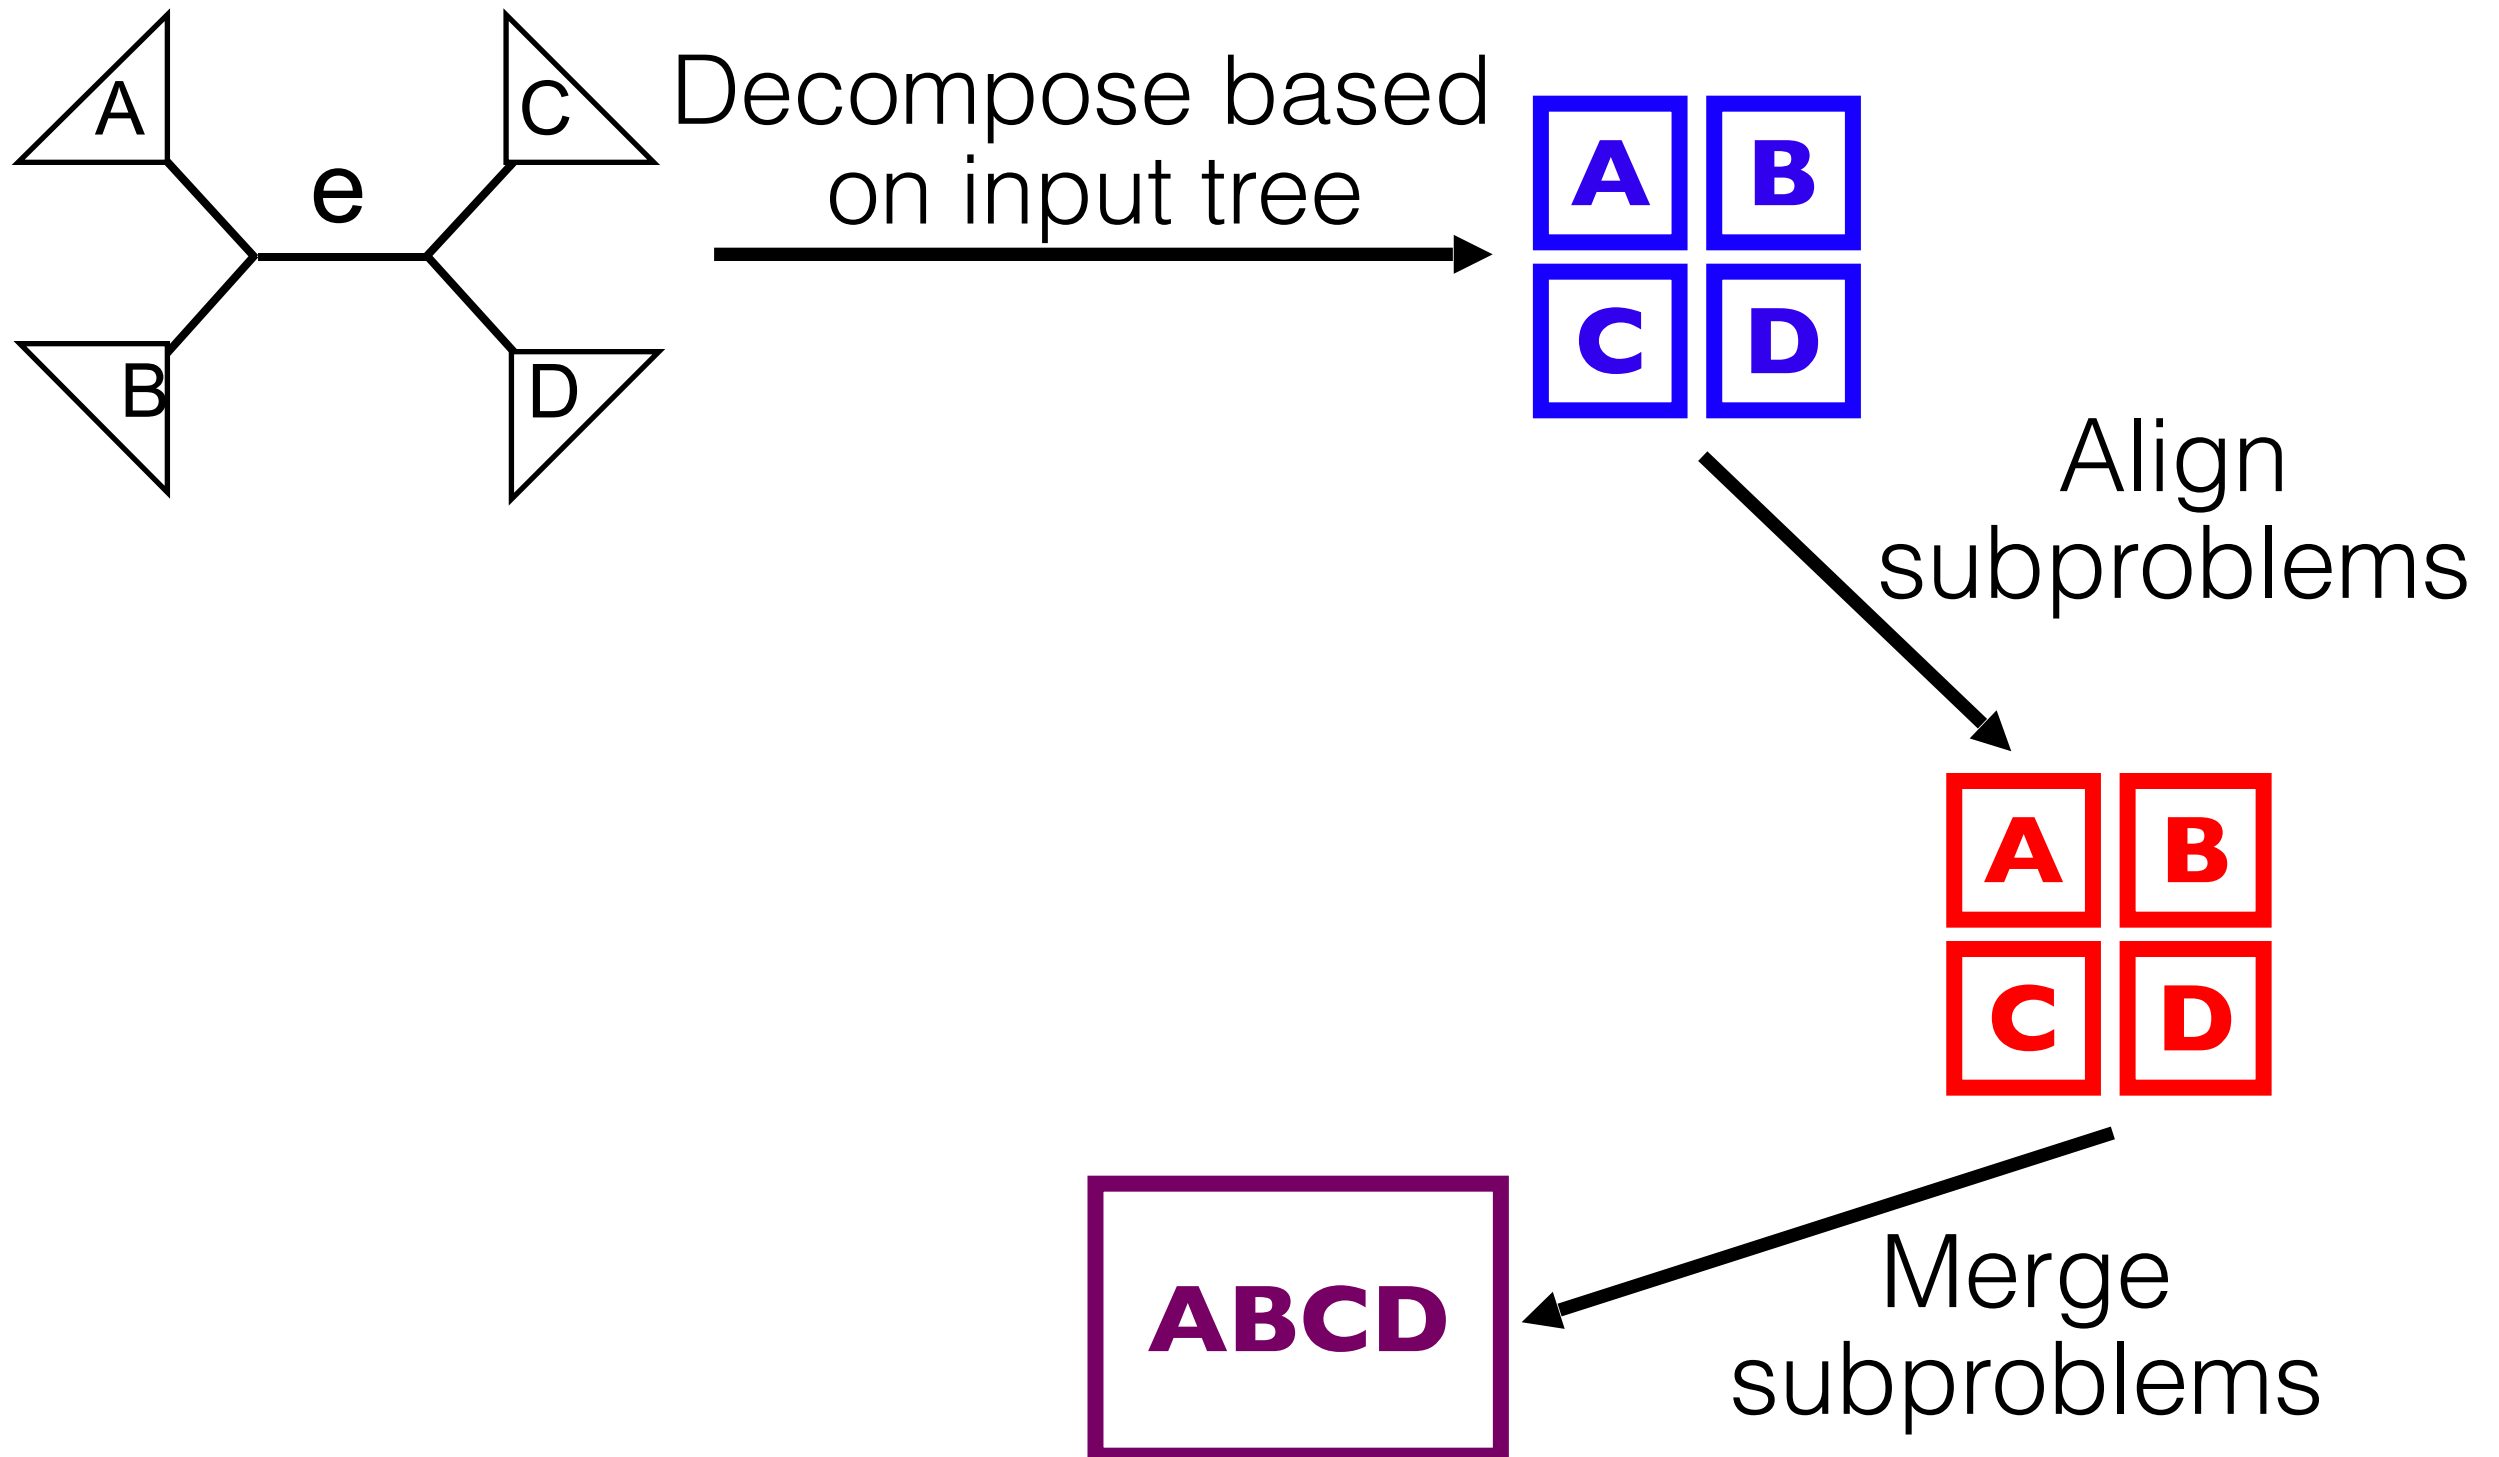 A
C
e
B
D
Decompose based
on input tree
A B
C D
Align
subproblems
A B
C D
Merge
subproblems
ABCD